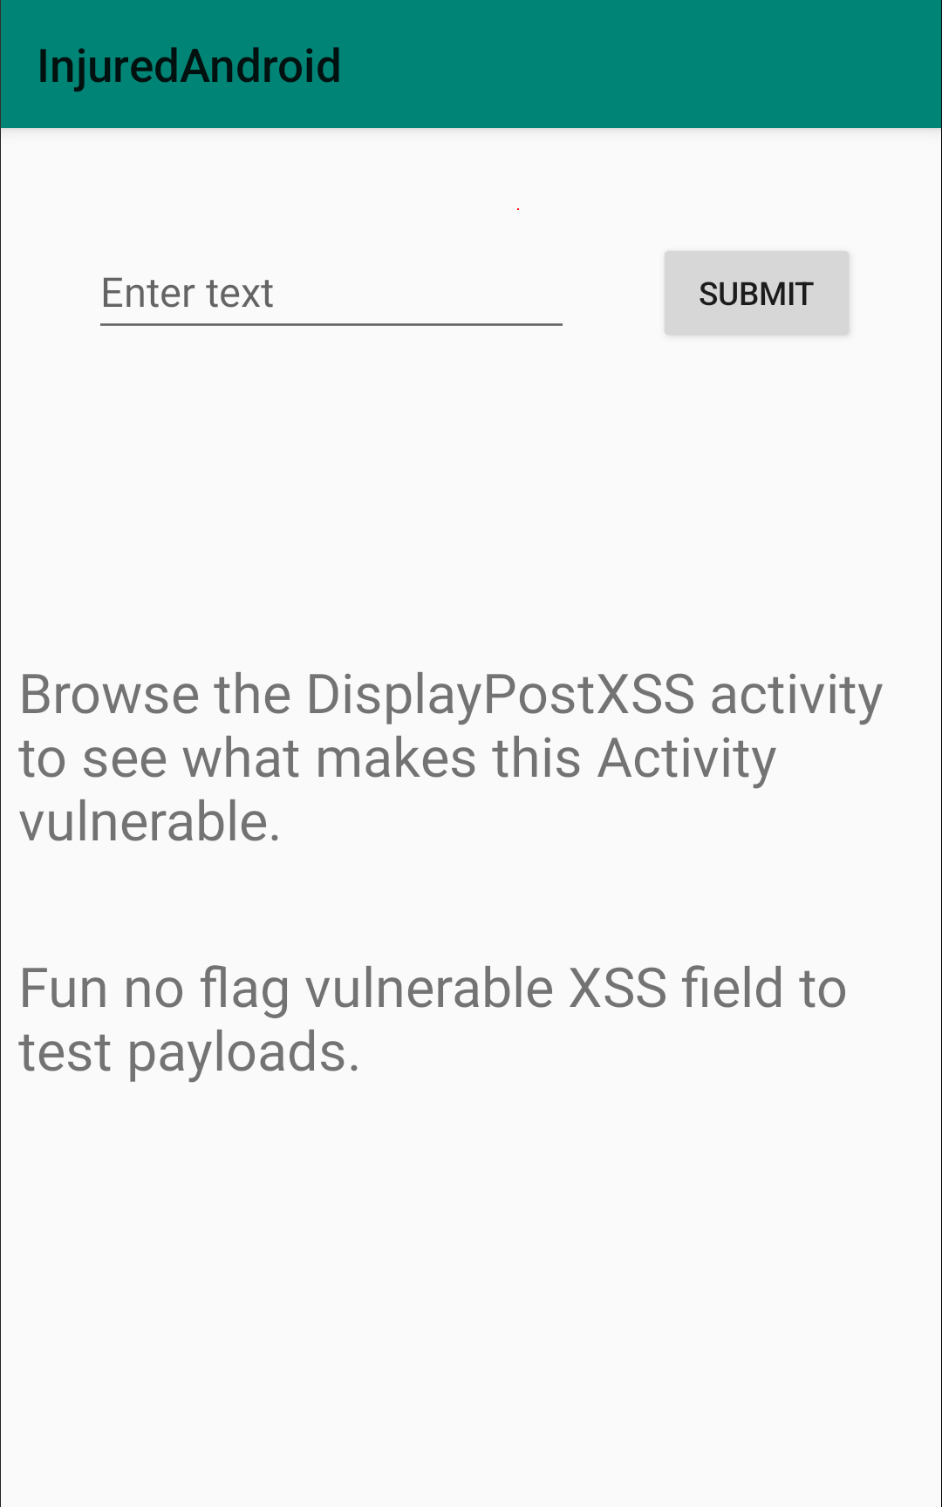 InjuredAndroid
Enter text
SUBMIT
Browse the DisplayPostXSS activity
to see what makes this Activity
vulnerable.
Fun no flag vulnerable XSS field to
test payloads.